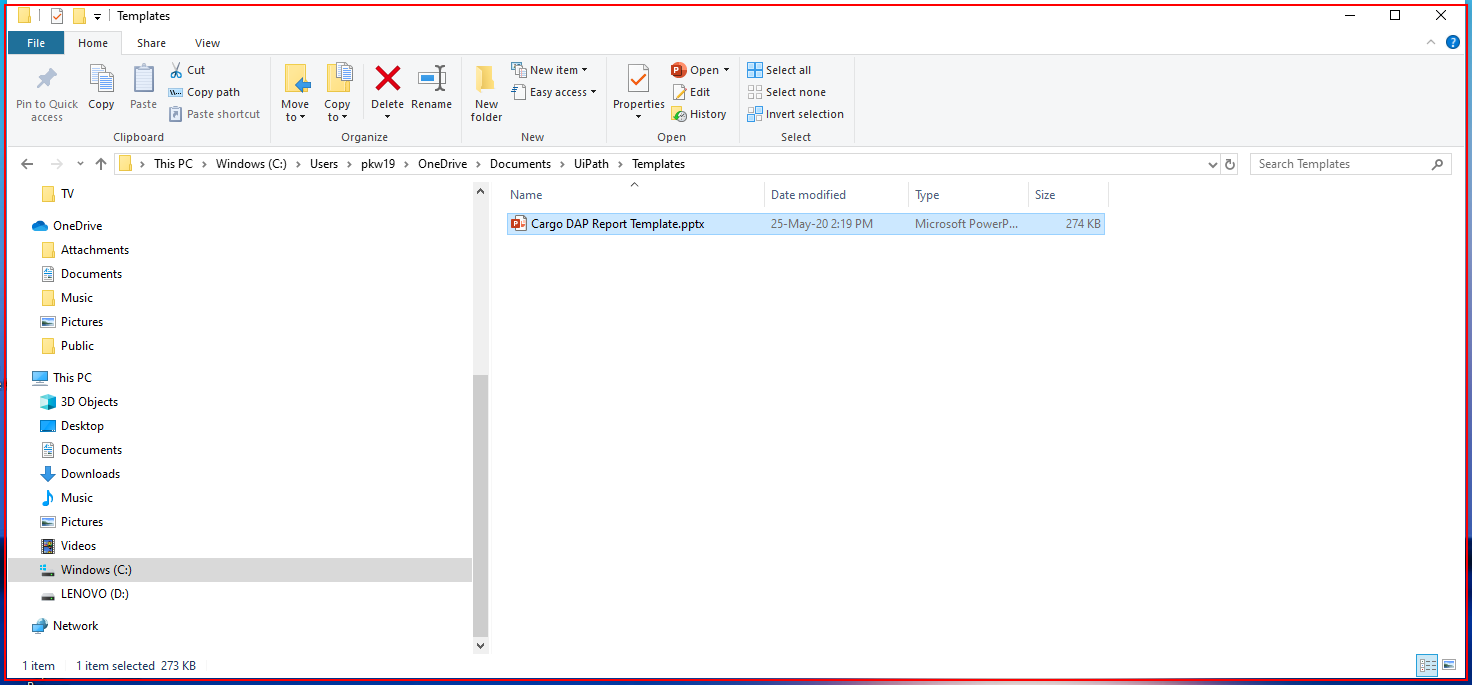 Templates
File Home Share View
Pin to Quick access
Copy
Paste
Cut
Copy path
Paste shortcut
Clipboard
Move to
Copy to
Delete
Rename
Organize
New folder
New item
Easy access
New
Properties
Open
Edit
History
Open
Select all
Select none
Invert selection
Select
This PC > Windows (C:) > Users > pkw19 > OneDrive > Documents > UiPath > Templates
Search Templates
TV
OneDrive
Attachments
Documents
Music
Pictures
Public
This PC
3D Objects
Desktop
Documents
Downloads
Music
Pictures
Videos
Windows (C:)
LENOVO (D:)
Network
Name Date modified Type Size
Cargo DAP Report Template.pptx 25-May-20 2:19 PM Microsoft PowerP... 274 KB
1 item 1 item selected 273 KB